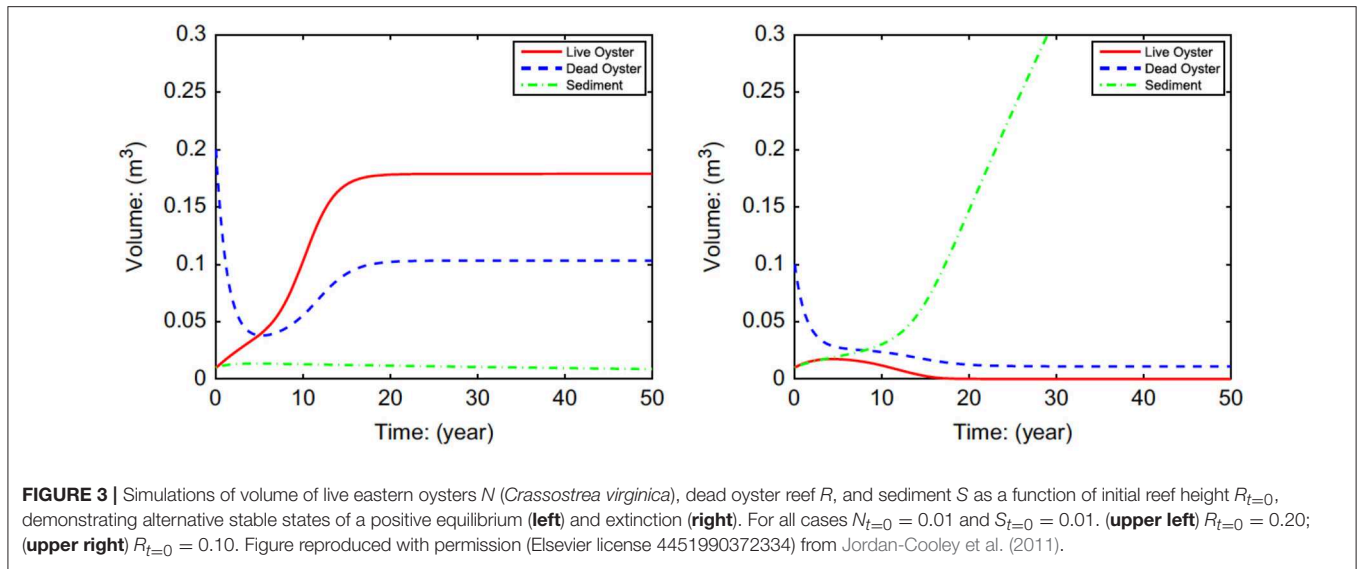 0.3
0.25
0.2
0.15
0.1
0.05
0
Volume: (m³)
Live Oyster
Dead Oyster
Sediment
0 10 20 30 40 50
Time: (year)
0.3
0.25
0.2
0.15
0.1
0.05
0
Volume: (m³)
Live Oyster
Dead Oyster
Sediment
0 10 20 30 40 50
Time: (year)
FIGURE 3 | Simulations of volume of live eastern oysters N (Crassostrea virginica), dead oyster reef R, and sediment S as a function of initial reef height Rₜ₌₀,
demonstrating alternative stable states of a positive equilibrium (left) and extinction (right). For all cases Nₜ₌₀ = 0.01 and Sₜ₌₀ = 0.01. (upper left) Rₜ₌₀ = 0.20;
(upper right) Rₜ₌₀ = 0.10. Figure reproduced with permission (Elsevier license 4451990372334) from Jordan-Cooley et al. (2011).